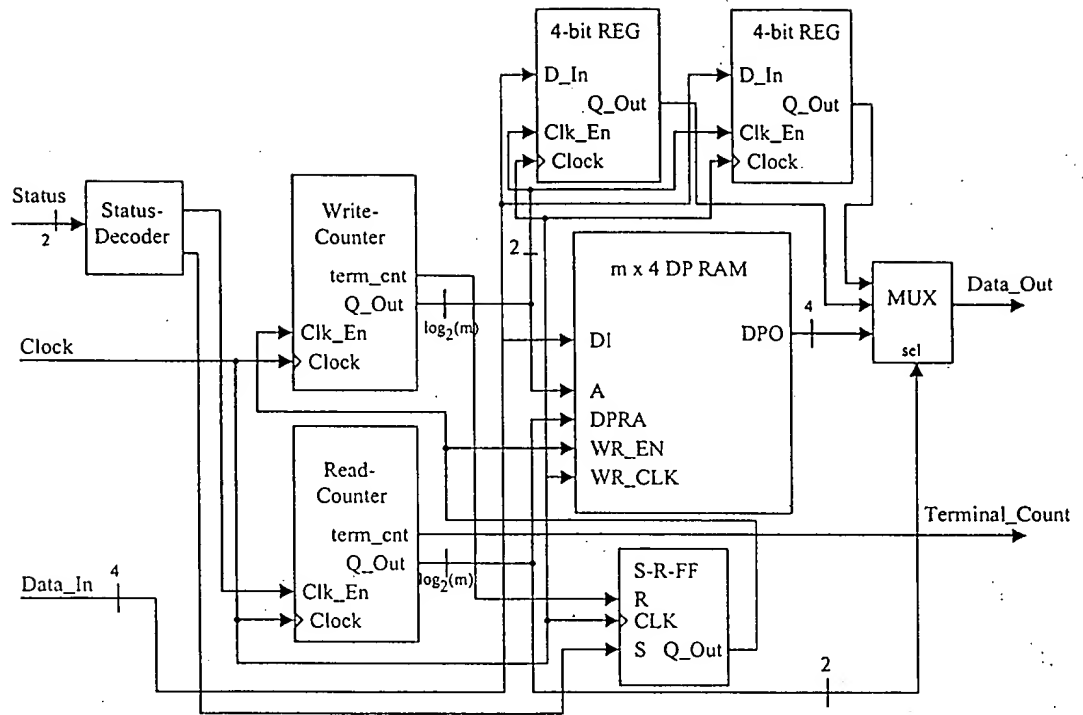 4-bit REG
D_In
Q_Out
Clk_En
Clock
4-bit REG
D_In
Q_Out
Clk_En
Clock
Status
2
Status-
Decoder
Write-
Counter
term_cnt
Q_Out
Clk_En
Clock
log2(m)
2
m x 4 DP RAM
DI
DPO
A
DPRA
WR_EN
WR_CLK
4
MUX
sel
Data_Out
Clock
Read-
Counter
term_cnt
Q_Out
Clk_En
Clock
log2(m)
Terminal_Count
Data_In
4
S-R-FF
R
CLK
S Q_Out
2